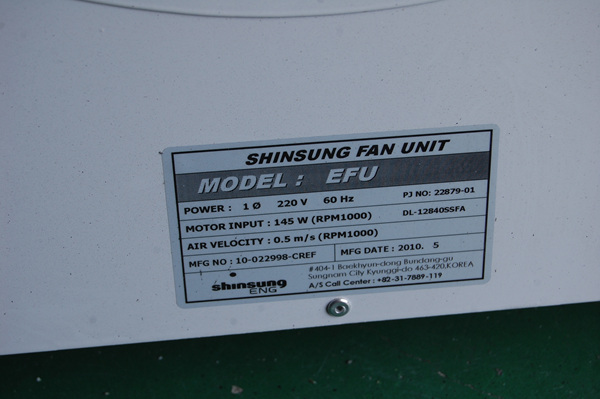 SHINSUNG FAN UNIT
MODEL : EFU
POWER : 1 Ø 220 V 60 Hz PJ NO: 22879-01
MOTOR INPUT : 145 W (RPM1000) DL-12840SSFA
AIR VELOCITY : 0.5 m/s (RPM1000)
MFG NO : 10-022998-CREF MFG DATE : 2010. 5
shinsung ENG
#404-1 Baekhyun-dong Bundang-gu
Sungnam City Kyunggi-do 463-420,KOREA
A/S Call Center : +82-31-7889-119